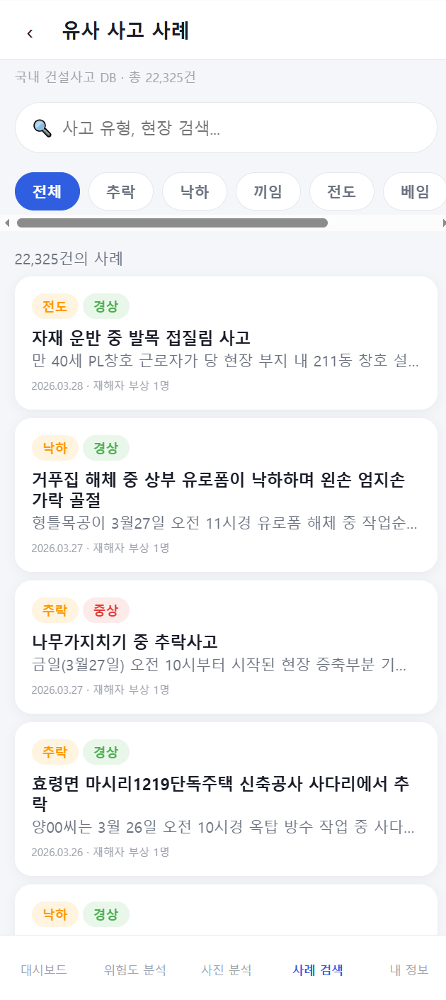 ‹ 유사 사고 사례
국내 건설사고 DB · 총 22,325건
사고 유형, 현장 검색...
전체 추락 낙하 끼임 전도 베임
22,325건의 사례
전도 경상
자재 운반 중 발목 접질림 사고
만 40세 PL창호 근로자가 당 현장 부지 내 211동 창호 설...
2026.03.28 · 재해자 부상 1명
낙하 경상
거푸집 해체 중 상부 유로폼이 낙하하며 왼손 엄지손
가락 골절
형틀목공이 3월27일 오전 11시경 유로폼 해체 중 작업순...
2026.03.27 · 재해자 부상 1명
추락 중상
나무가지치기 중 추락사고
금일(3월27일) 오전 10시부터 시작된 현장 증축부분 기...
2026.03.27 · 재해자 부상 1명
추락 경상
효령면 마시리1219단독주택 신축공사 사다리에서 추
락
양00씨는 3월 26일 오전 10시경 옥탑 방수 작업 중 사다...
2026.03.26 · 재해자 부상 1명
낙하 경상
대시보드 위험도 분석 사진 분석 사례 검색 내 정보